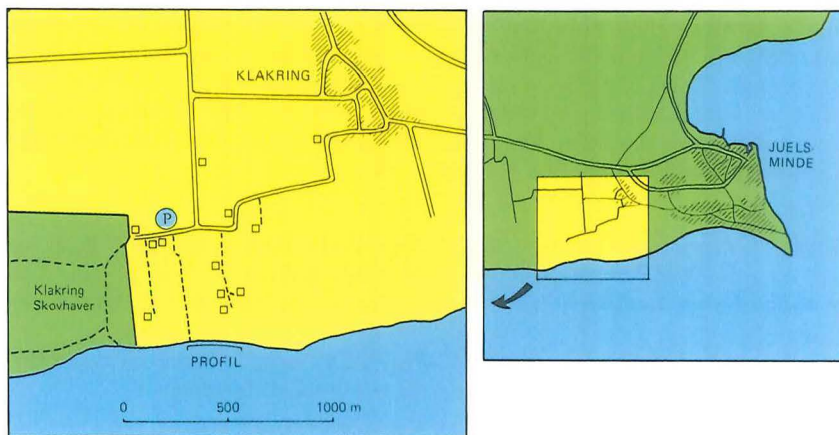 KLAKRING
P
Klakring
Skovhaver
PROFIL
0 500 1000 m
JUELS-
MINDE